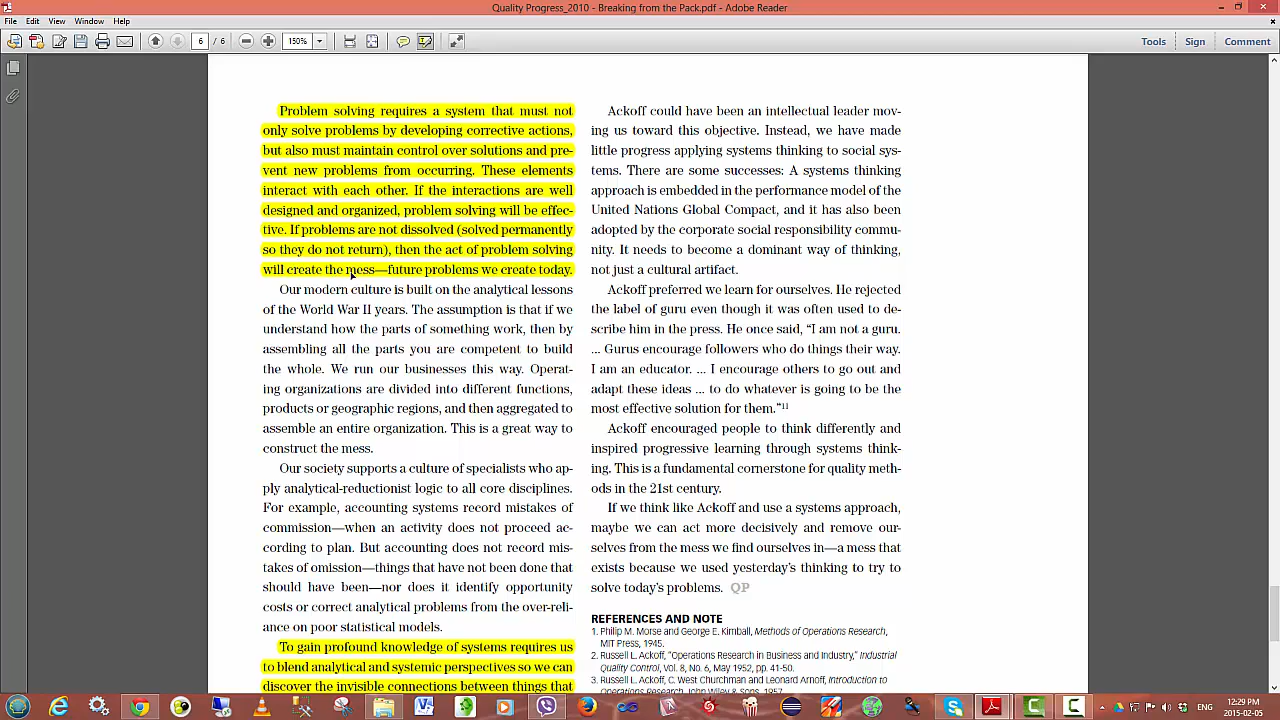 Quality Progress_2010 - Breaking from the Pack.pdf - Adobe Reader
File Edit View Window Help
6 / 6 150% Tools Sign Comment
Problem solving requires a system that must not
only solve problems by developing corrective actions,
but also must maintain control over solutions and pre-
vent new problems from occurring. These elements
interact with each other. If the interactions are well
designed and organized, problem solving will be effec-
tive. If problems are not dissolved (solved permanently
so they do not return), then the act of problem solving
will create the mess—future problems we create today.
Our modern culture is built on the analytical lessons
of the World War II years. The assumption is that if we
understand how the parts of something work, then by
assembling all the parts you are competent to build
the whole. We run our businesses this way. Operat-
ing organizations are divided into different functions,
products or geographic regions, and then aggregated to
assemble an entire organization. This is a great way to
construct the mess.
Our society supports a culture of specialists who ap-
ply analytical-reductionist logic to all core disciplines.
For example, accounting systems record mistakes of
commission—when an activity does not proceed ac-
cording to plan. But accounting does not record mis-
takes of omission—things that have not been done that
should have been—nor does it identify opportunity
costs or correct analytical problems from the over-reli-
ance on poor statistical models.
To gain profound knowledge of systems requires us
to blend analytical and systemic perspectives so we can
discover the invisible connections between things that
Ackoff could have been an intellectual leader mov-
ing us toward this objective. Instead, we have made
little progress applying systems thinking to social sys-
tems. There are some successes: A systems thinking
approach is embedded in the performance model of the
United Nations Global Compact, and it has also been
adopted by the corporate social responsibility commu-
nity. It needs to become a dominant way of thinking,
not just a cultural artifact.
Ackoff preferred we learn for ourselves. He rejected
the label of guru even though it was often used to de-
scribe him in the press. He once said, “I am not a guru.
... Gurus encourage followers who do things their way.
I am an educator. ... I encourage others to go out and
adapt these ideas ... to do whatever is going to be the
most effective solution for them.”11
Ackoff encouraged people to think differently and
inspired progressive learning through systems think-
ing. This is a fundamental cornerstone for quality meth-
ods in the 21st century.
If we think like Ackoff and use a systems approach,
maybe we can act more decisively and remove our-
selves from the mess we find ourselves in—a mess that
exists because we used yesterday’s thinking to try to
solve today’s problems. QP
REFERENCES AND NOTE
1. Philip M. Morse and George E. Kimball, Methods of Operations Research,
MIT Press, 1945.
2. Russell L. Ackoff, “Operations Research in Business and Industry,” Industrial
Quality Control, Vol. 8, No. 6, May 1952, pp. 41-50.
3. Russell L. Ackoff, C. West Churchman and Leonard Arnoff, Introduction to
Operations Research, John Wiley & Sons, 1957.
12:29 PM
2015-02-05